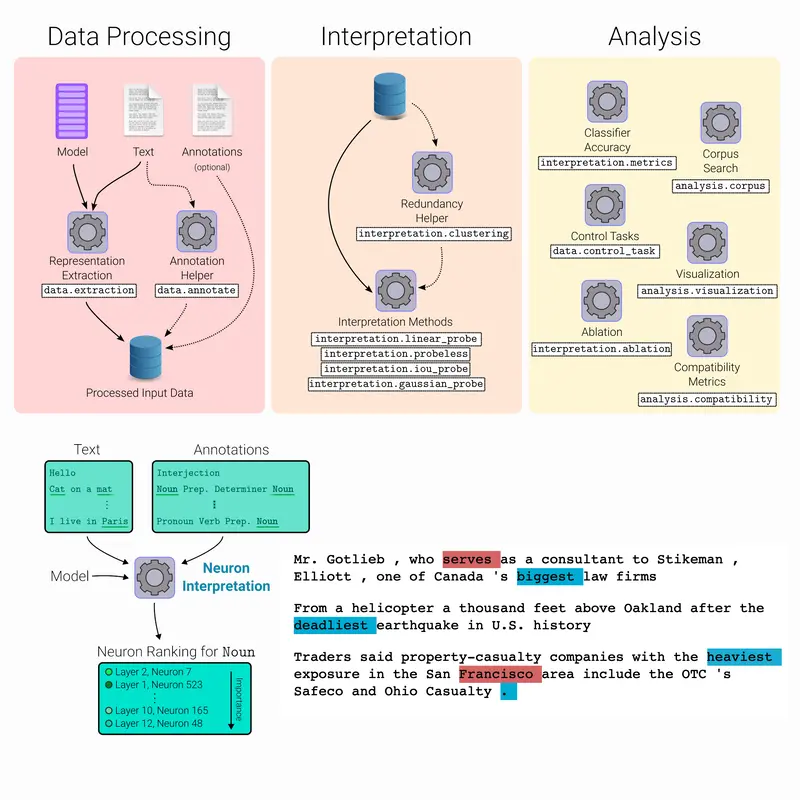 Data Processing
Interpretation
Analysis
Model
Text
Annotations
(optional)
Representation
Extraction
data.extraction
Annotation
Helper
data.annotate
Processed Input Data
Redundancy
Helper
interpretation.clustering
Interpretation Methods
interpretation.linear_probe
interpretation.probeless
interpretation.iou_probe
interpretation.gaussian_probe
Classifier
Accuracy
interpretation.metrics
Corpus
Search
analysis.corpus
Control Tasks
data.control_task
Visualization
analysis.visualization
Ablation
interpretation.ablation
Compatibility
Metrics
analysis.compatibility
Text
Annotations
Hello
Cat on a mat
⋮
I live in Paris
Interjection
Noun Prep. Determiner Noun
⋮
Pronoun Verb Prep. Noun
Model
Neuron
Interpretation
Neuron Ranking for Noun
Layer 2, Neuron 7
Layer 1, Neuron 523
⋮
Layer 10, Neuron 165
Layer 12, Neuron 48
Importance
Mr. Gotlieb , who serves as a consultant to Stikeman ,
Elliott , one of Canada 's biggest law firms
From a helicopter a thousand feet above Oakland after the
deadliest earthquake in U.S. history
Traders said property-casualty companies with the heaviest
exposure in the San Francisco area include the OTC 's
Safeco and Ohio Casualty .